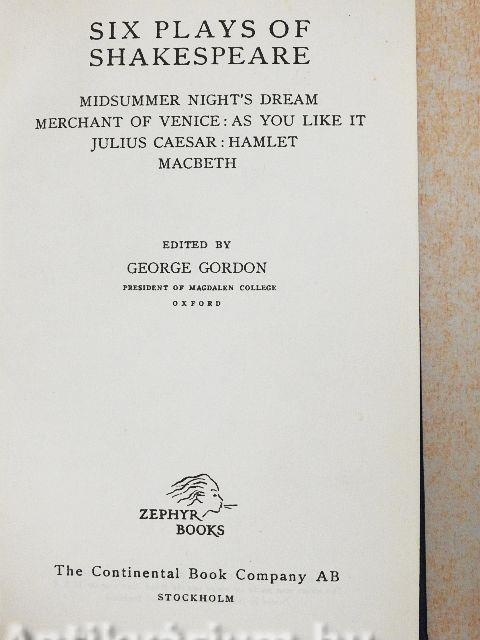 SIX PLAYS OF
SHAKESPEARE
MIDSUMMER NIGHT'S DREAM
MERCHANT OF VENICE : AS YOU LIKE IT
JULIUS CAESAR : HAMLET
MACBETH
EDITED BY
GEORGE GORDON
PRESIDENT OF MAGDALEN COLLEGE
OXFORD
ZEPHYR
BOOKS
The Continental Book Company AB
STOCKHOLM